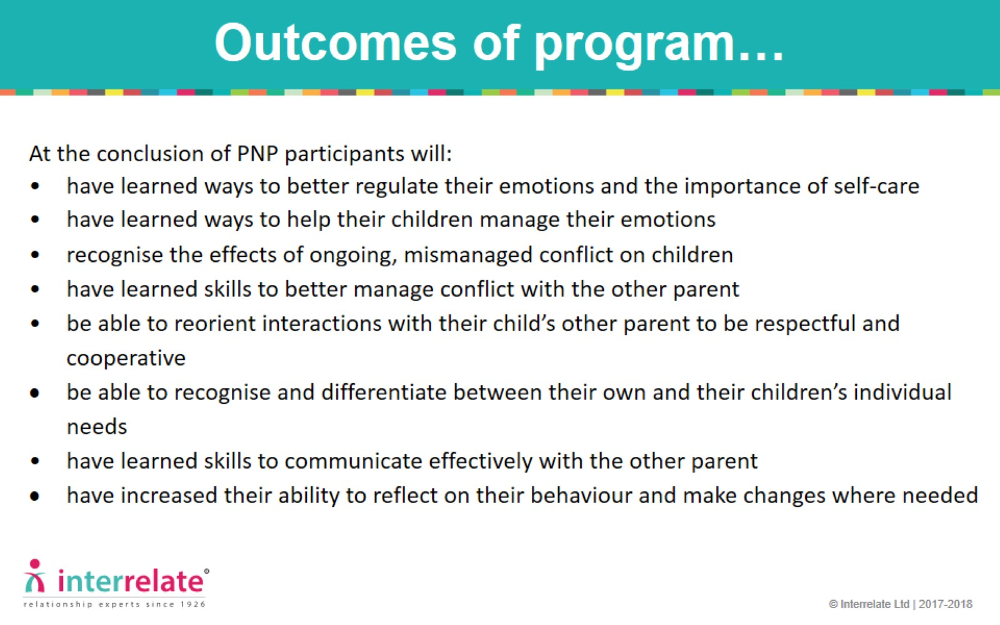 Outcomes of program...
At the conclusion of PNP participants will:
• have learned ways to better regulate their emotions and the importance of self-care
• have learned ways to help their children manage their emotions
• recognise the effects of ongoing, mismanaged conflict on children
• have learned skills to better manage conflict with the other parent
• be able to reorient interactions with their child’s other parent to be respectful and
cooperative
• be able to recognise and differentiate between their own and their children’s individual
needs
• have learned skills to communicate effectively with the other parent
• have increased their ability to reflect on their behaviour and make changes where needed
interrelate®
relationship experts since 1926
© Interrelate Ltd | 2017-2018